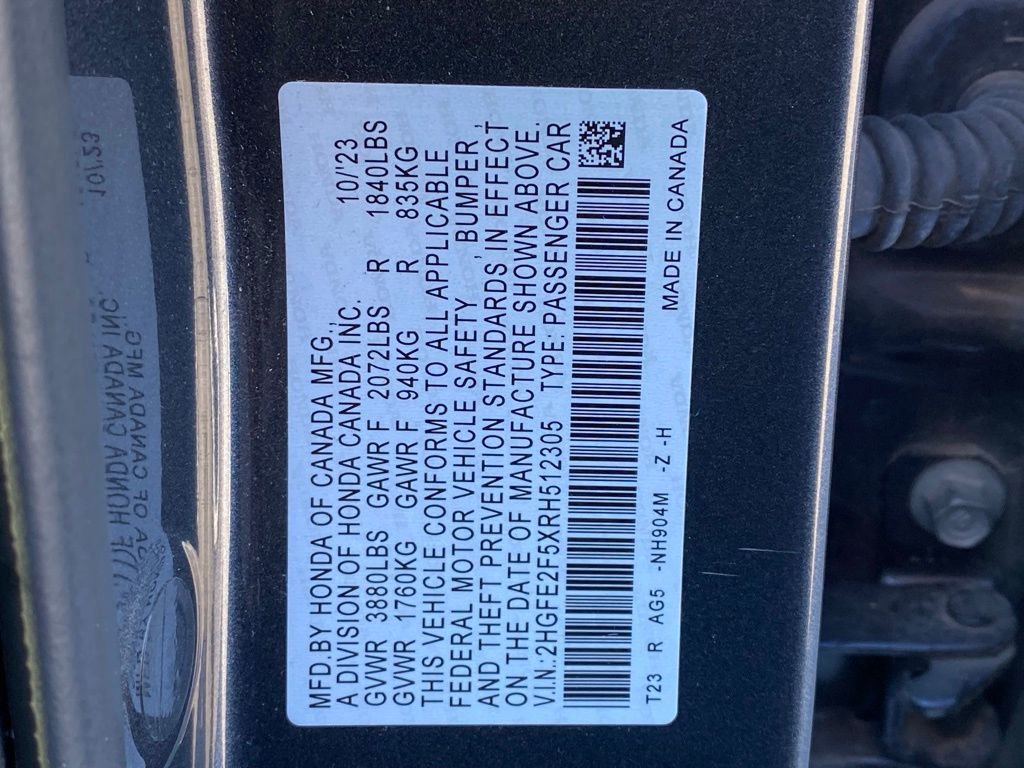 MFD.BY HONDA OF CANADA MFG., 10/'23
A DIVISION OF HONDA CANADA INC.
GVWR 3880LBS GAWR F 2072LBS R 1840LBS
GVWR 1760KG GAWR F 940KG R 835KG
THIS VEHICLE CONFORMS TO ALL APPLICABLE
FEDERAL MOTOR VEHICLE SAFETY, BUMPER,
AND THEFT PREVENTION STANDARDS, IN EFFECT
ON THE DATE OF MANUFACTURE SHOWN ABOVE.
V.IN.:2HGFE2F5XRH512305 TYPE: PASSENGER CAR
T23 R AG5 -NH904M -Z -H MADE IN CANADA